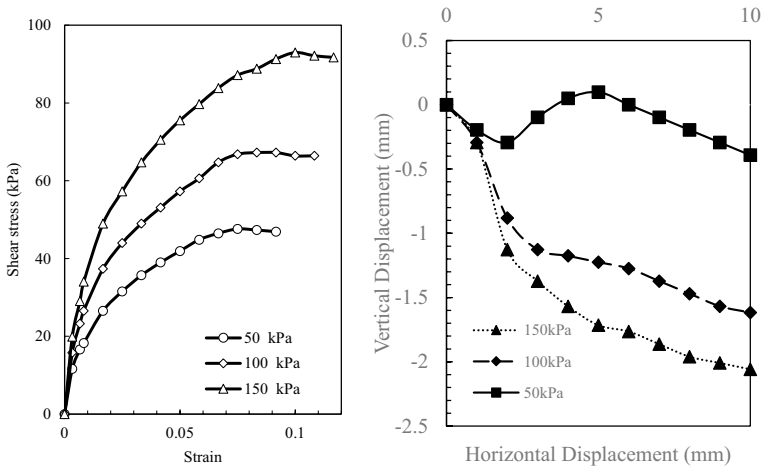 100
80
60
40
20
0
0
0.05
0.1
Shear stress (kPa)
Strain
50 kPa
100 kPa
150 kPa
0
5
10
0.5
0
-0.5
-1
-1.5
-2
-2.5
Vertical Displacement (mm)
150kPa
100kPa
50kPa
Horizontal Displacement (mm)